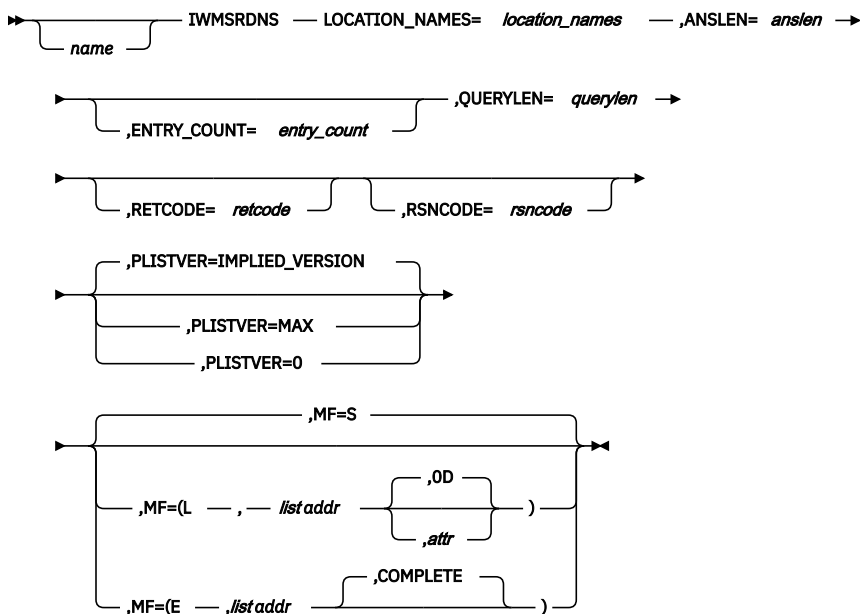 IWMSRDNS LOCATION_NAMES= location_names ,ANSLEN= anslen
name
,QUERYLEN= querylen
,ENTRY_COUNT= entry_count
,RETCODE= retcode ,RSNCODE= rsncode
,PLISTVER=IMPLIED_VERSION
,PLISTVER=MAX
,PLISTVER=0
,MF=S
,0D
,MF=(L , list addr )
,attr
,COMPLETE
,MF=(E ,list addr )